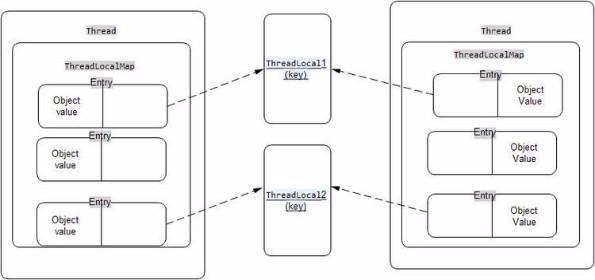 Thread
ThreadLocalMap
Entry
Object
value
Entry
Object
value
Entry
Object
value
ThreadLocal1
(key)
ThreadLocal2
(key)
Thread
ThreadLocalMap
Entry
Object
Value
Entry
Object
Value
Entry
Object
Value